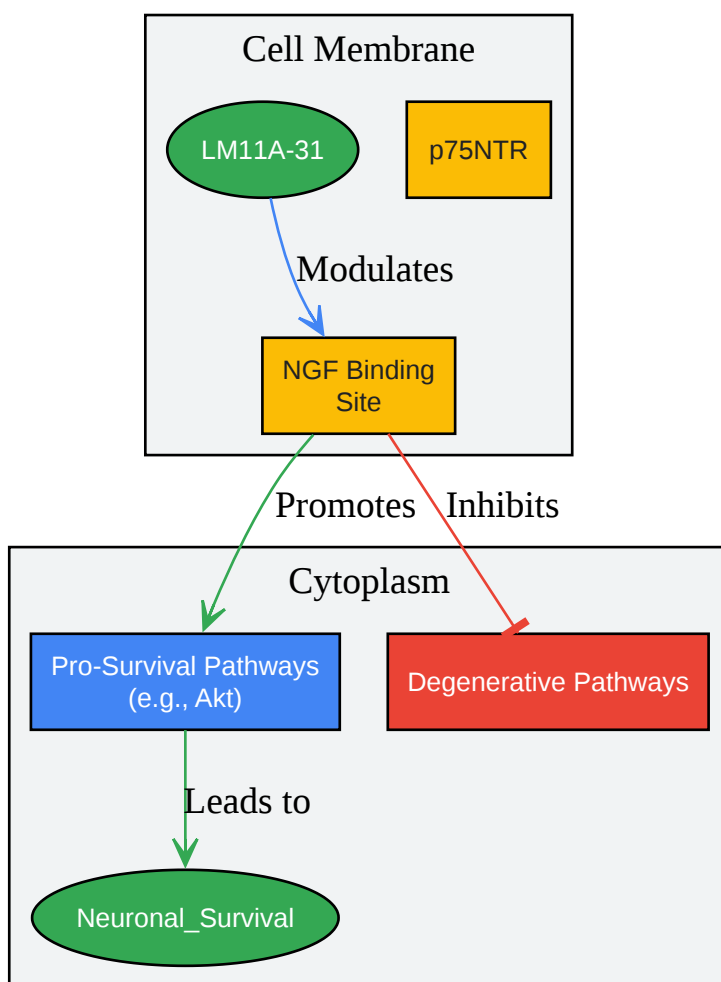 Cell Membrane
LM11A-31
p75NTR
Modulates
NGF Binding
Site
Promotes
Inhibits
Cytoplasm
Pro-Survival Pathways
(e.g., Akt)
Degenerative Pathways
Leads to
Neuronal_Survival